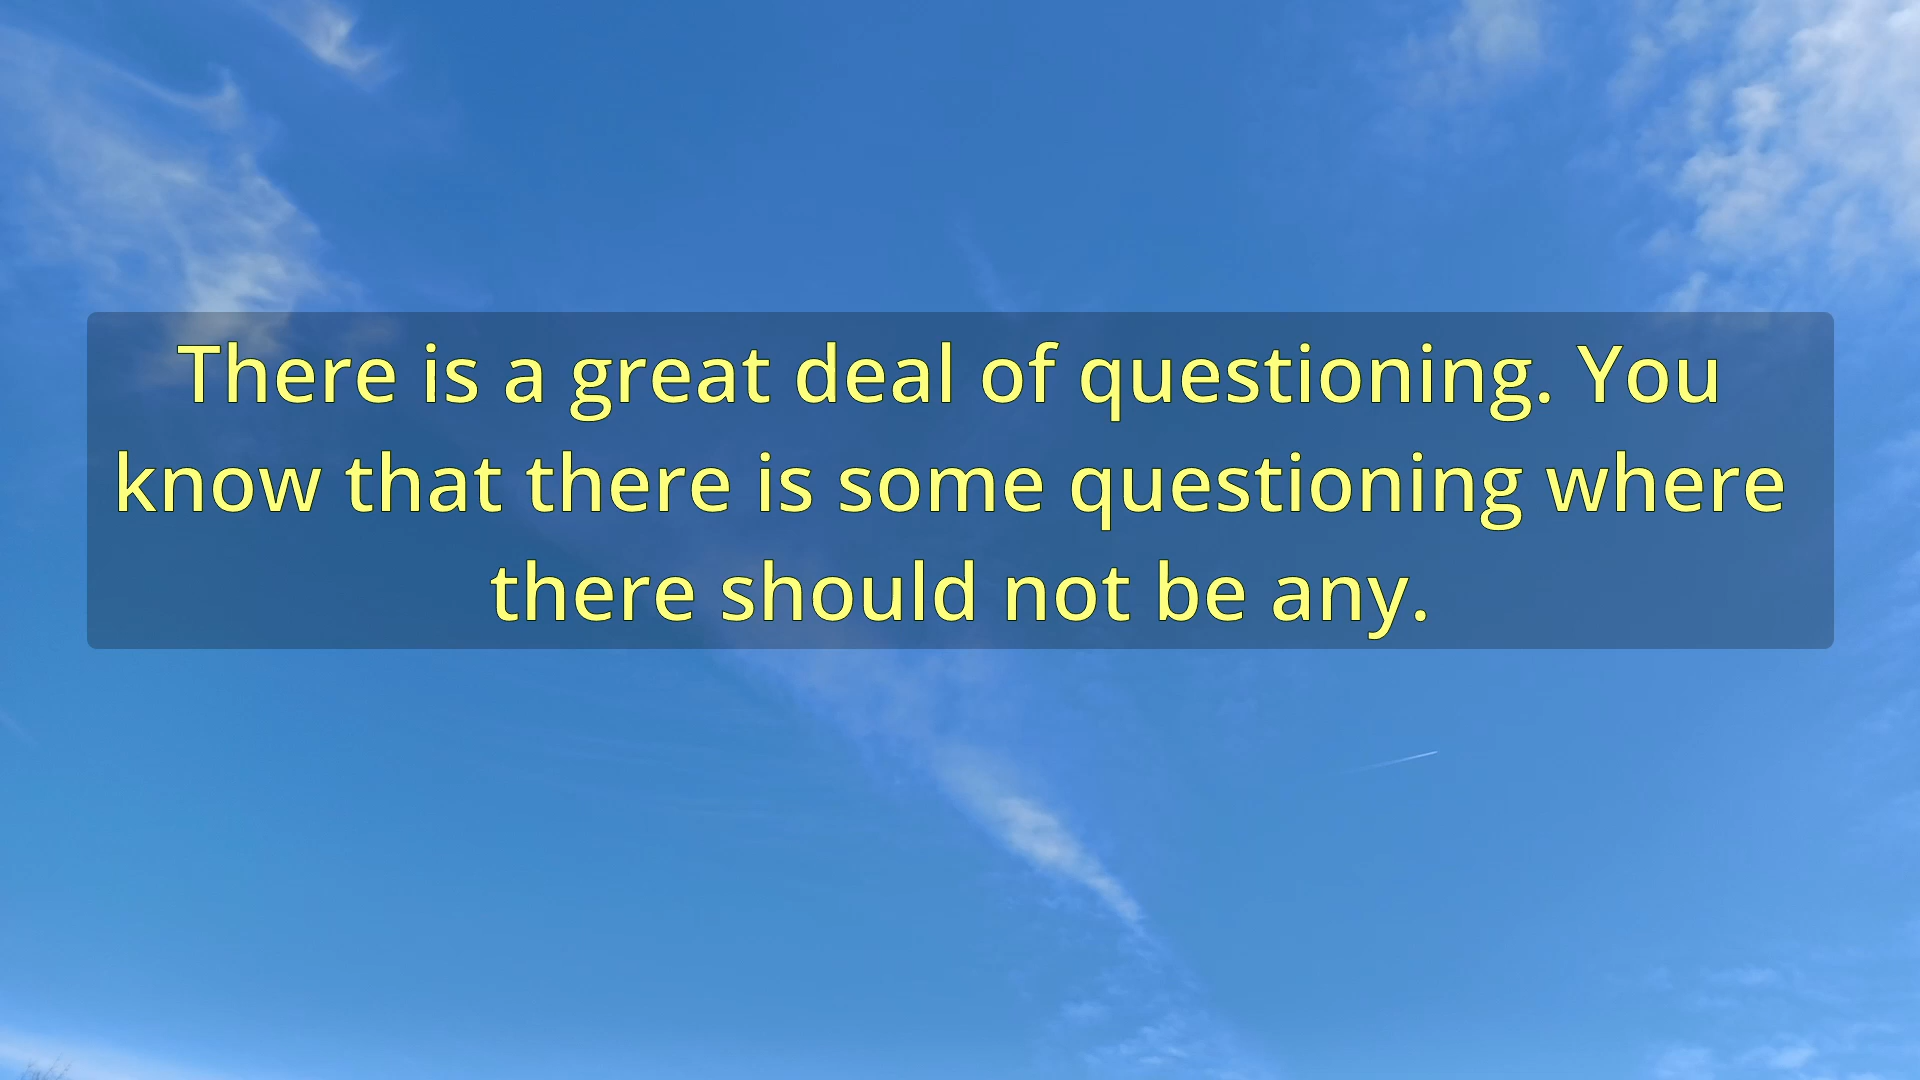 There is a great deal of questioning. You
know that there is some questioning where
there should not be any.